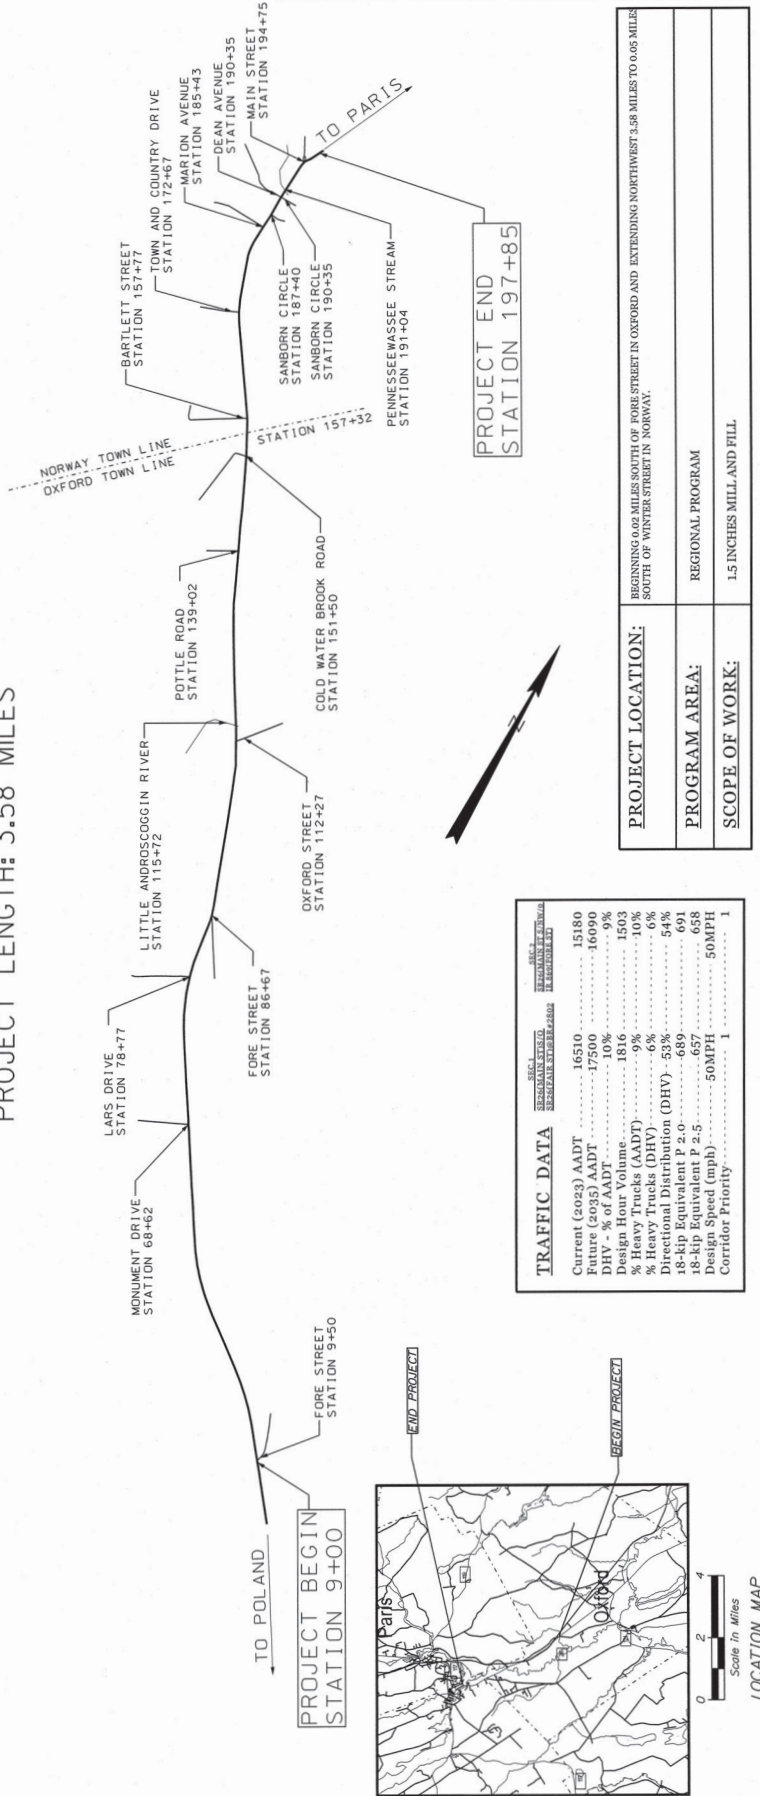 PROJECT LENGTH: 3.58 MILES
TO POLAND
PROJECT BEGIN
STATION 9+00
FORE STREET
STATION 9+50
MONUMENT DRIVE
STATION 68+62
LARS DRIVE
STATION 78+77
FORE STREET
STATION 86+67
LITTLE ANDROSCOGGIN RIVER
STATION 115+72
OXFORD STREET
STATION 112+27
POTTLE ROAD
STATION 139+02
COLD WATER BROOK ROAD
STATION 151+50
NORWAY TOWN LINE
OXFORD TOWN LINE
STATION 157+32
BARTLETT STREET
STATION 157+77
TOWN AND COUNTRY DRIVE
STATION 172+67
MARION AVENUE
STATION 185+43
DEAN AVENUE
STATION 190+35
MAIN STREET
STATION 194+75
SANBORN CIRCLE
STATION 187+40
SANBORN CIRCLE
STATION 190+35
PENNESSEEWASSEE STREAM
STATION 191+04
TO PARIS
PROJECT END
STATION 197+85
N
END PROJECT
BEGIN PROJECT
Paris
Oxford
0 2 4
Scale in Miles
LOCATION MAP
TRAFFIC DATA
SEC.1
SEC.2
Current (2023) AADT 16510 15180
Future (2035) AADT 17500 16090
DHV - % of AADT 10% 9%
Design Hour Volume 1816 1503
% Heavy Trucks (AADT) 9% 10%
% Heavy Trucks (DHV) 6% 6%
Directional Distribution (DHV) 53% 54%
18-kip Equivalent P 2.0 689 691
18-kip Equivalent P 2.5 657 658
Design Speed (mph) 50MPH 50MPH
Corridor Priority 1 1
PROJECT LOCATION:
BEGINNING 0.02 MILES SOUTH OF FORE STREET IN OXFORD AND EXTENDING NORTHWEST 3.58 MILES TO 0.05 MILES
SOUTH OF WINTER STREET IN NORWAY.
PROGRAM AREA:
REGIONAL PROGRAM
SCOPE OF WORK:
1.5 INCHES MILL AND FILL